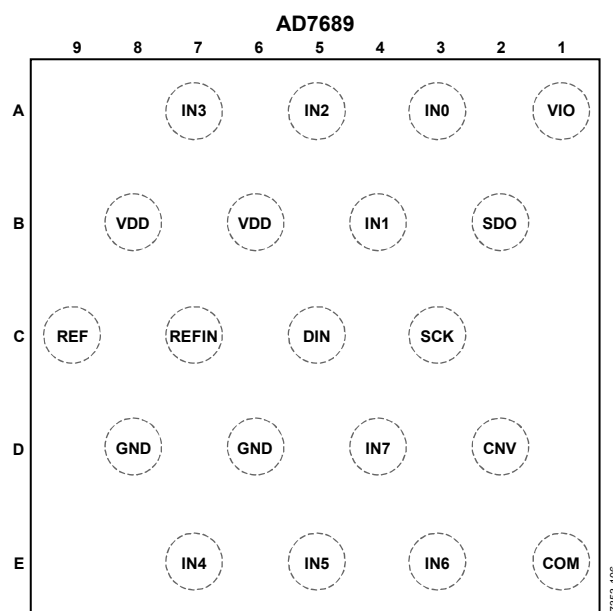 AD7689
9 8 7 6 5 4 3 2 1
A IN3 IN2 IN0 VIO
B VDD VDD IN1 SDO
C REF REFIN DIN SCK
D GND GND IN7 CNV
E IN4 IN5 IN6 COM